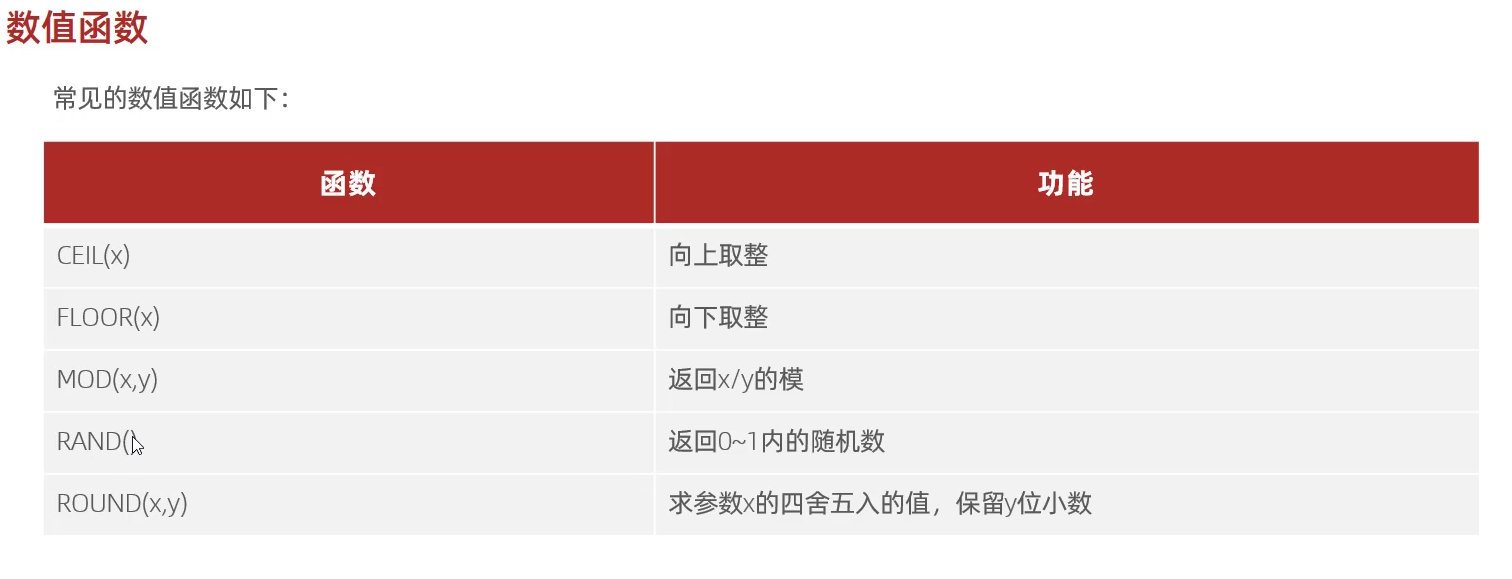 数值函数
常见的数值函数如下：
函数 功能
CEIL(x) 向上取整
FLOOR(x) 向下取整
MOD(x,y) 返回x/y的模
RAND() 返回0~1内的随机数
ROUND(x,y) 求参数x的四舍五入的值，保留y位小数